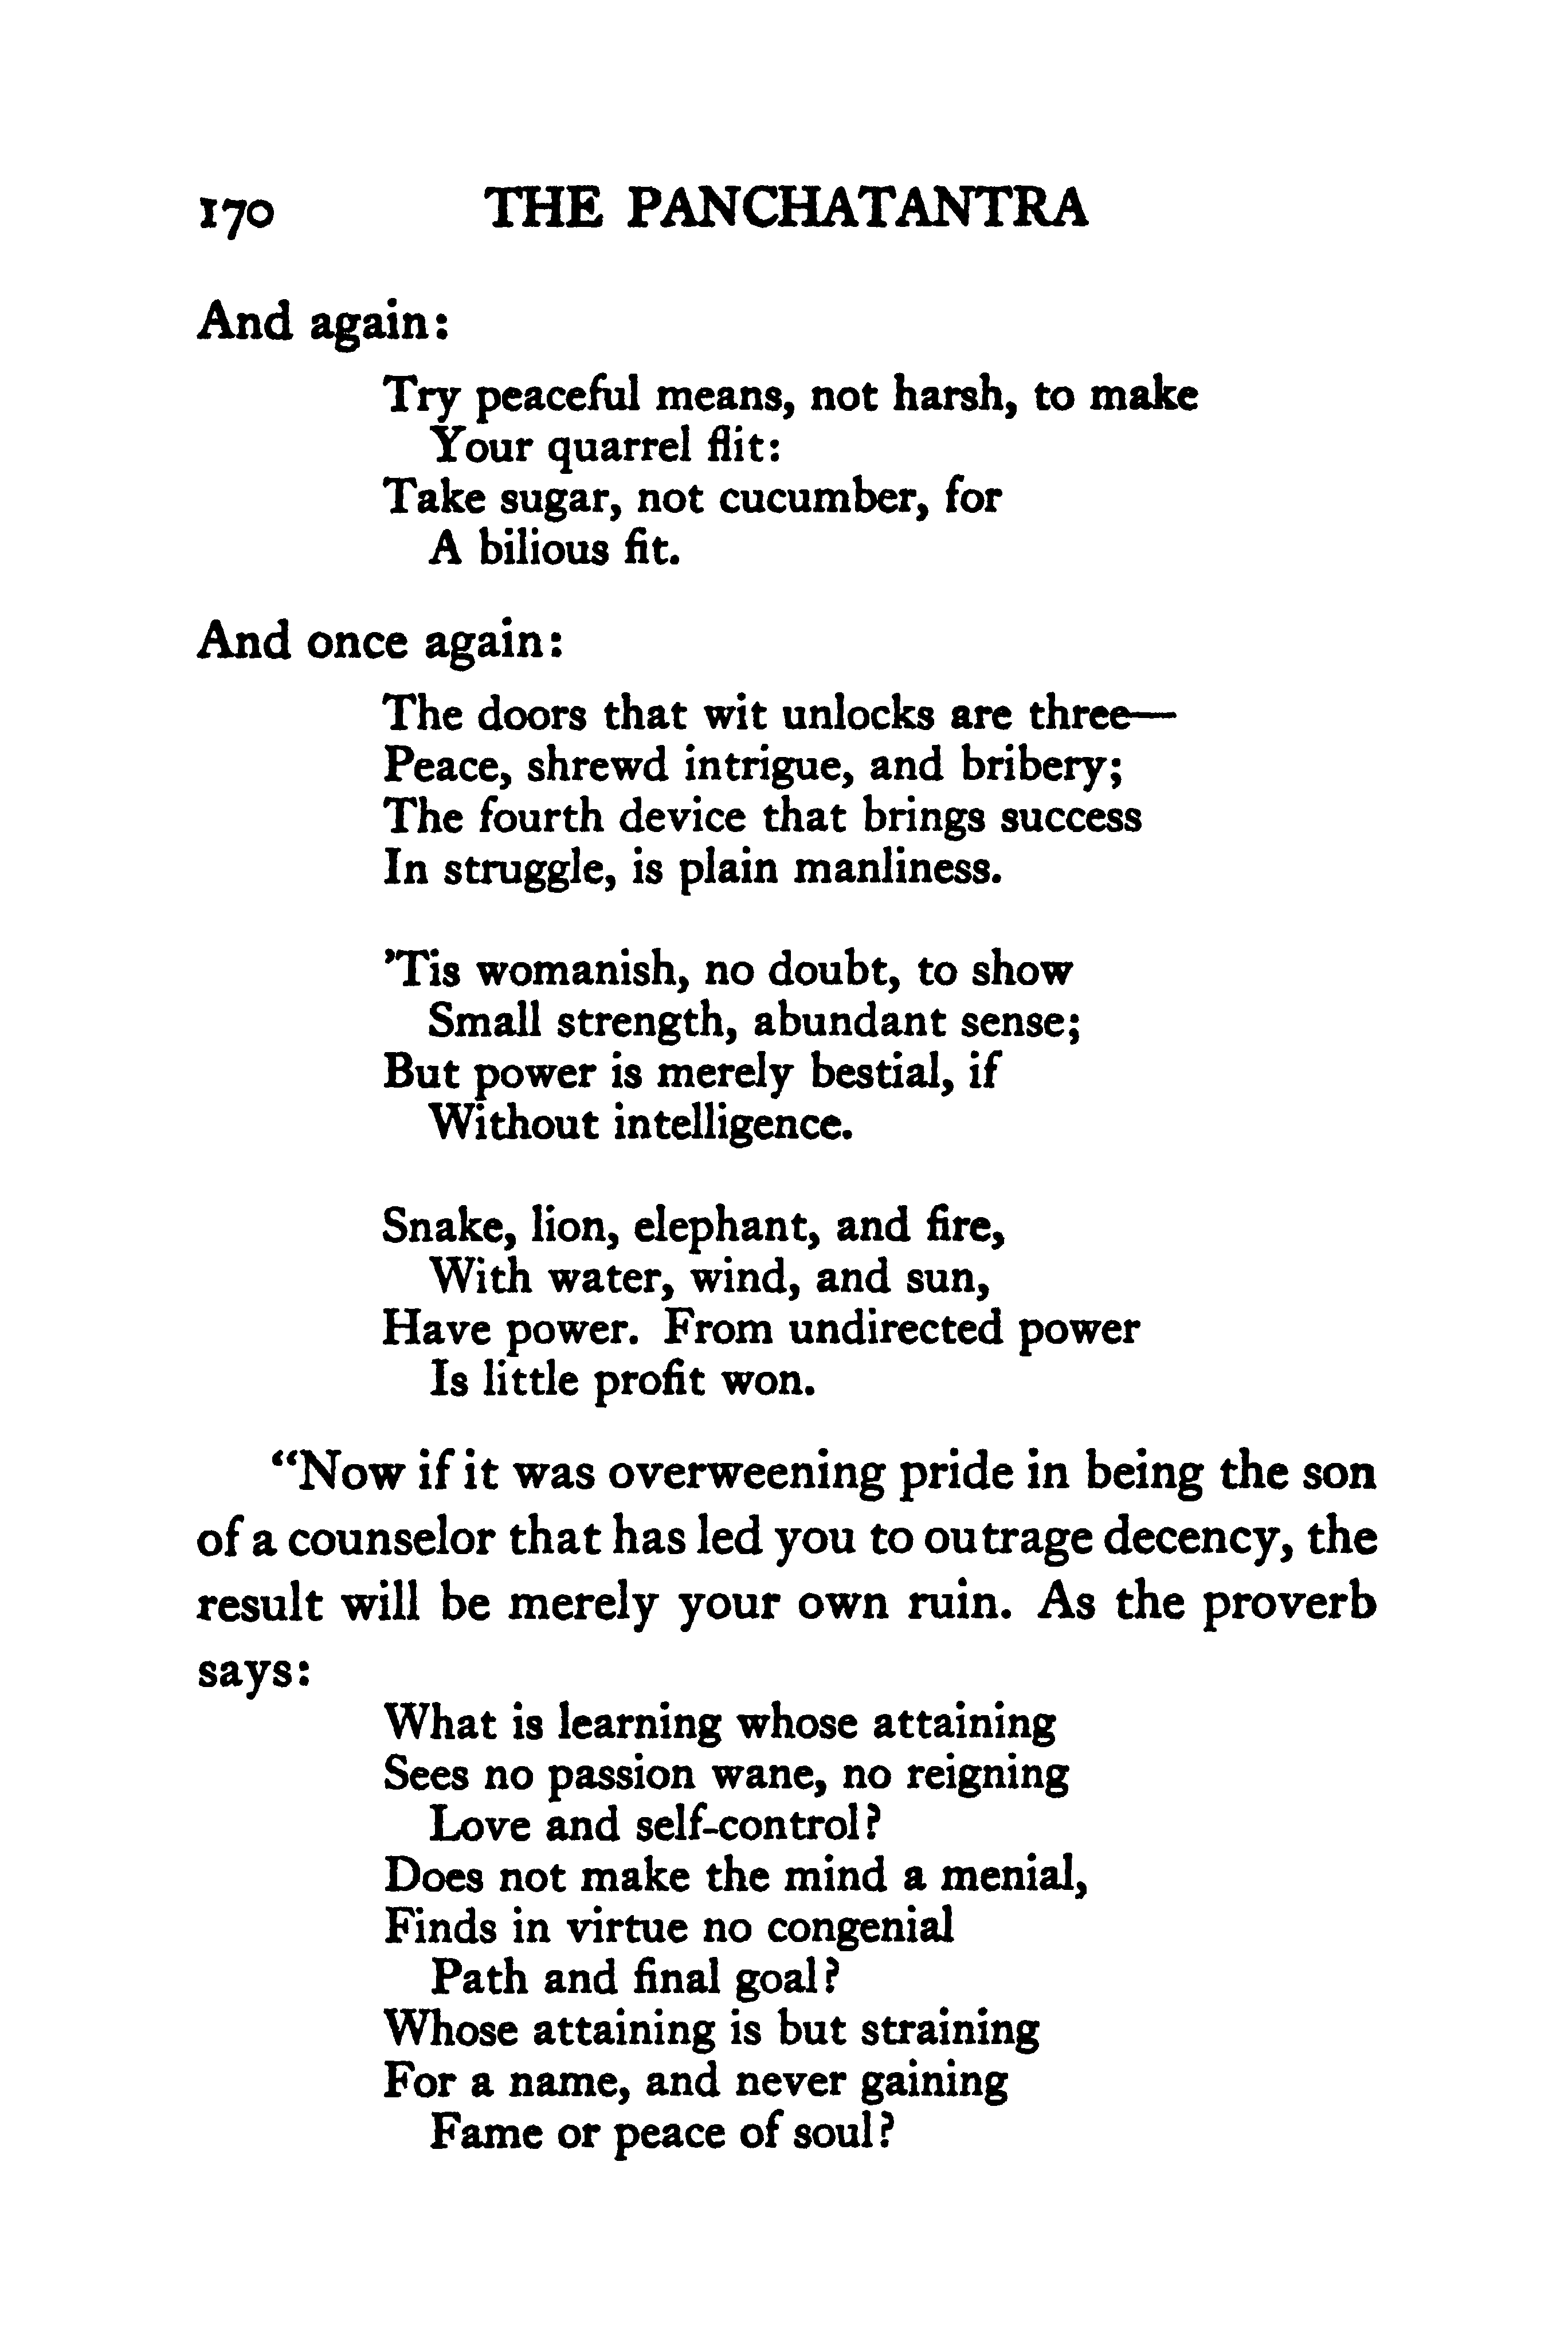 170 THE PANCHATANTRA
And again:
Try peaceful means, not harsh, to make
Your quarrel flit:
Take sugar, not cucumber, for
A bilious fit.
And once again:
The doors that wit unlocks are three—
Peace, shrewd intrigue, and bribery;
The fourth device that brings success
In struggle, is plain manliness.
’Tis womanish, no doubt, to show
Small strength, abundant sense;
But power is merely bestial, if
Without intelligence.
Snake, lion, elephant, and fire,
With water, wind, and sun,
Have power. From undirected power
Is little profit won.
“Now if it was overweening pride in being the son
of a counselor that has led you to outrage decency, the
result will be merely your own ruin. As the proverb
says:
What is learning whose attaining
Sees no passion wane, no reigning
Love and self-control?
Does not make the mind a menial,
Finds in virtue no congenial
Path and final goal?
Whose attaining is but straining
For a name, and never gaining
Fame or peace of soul?